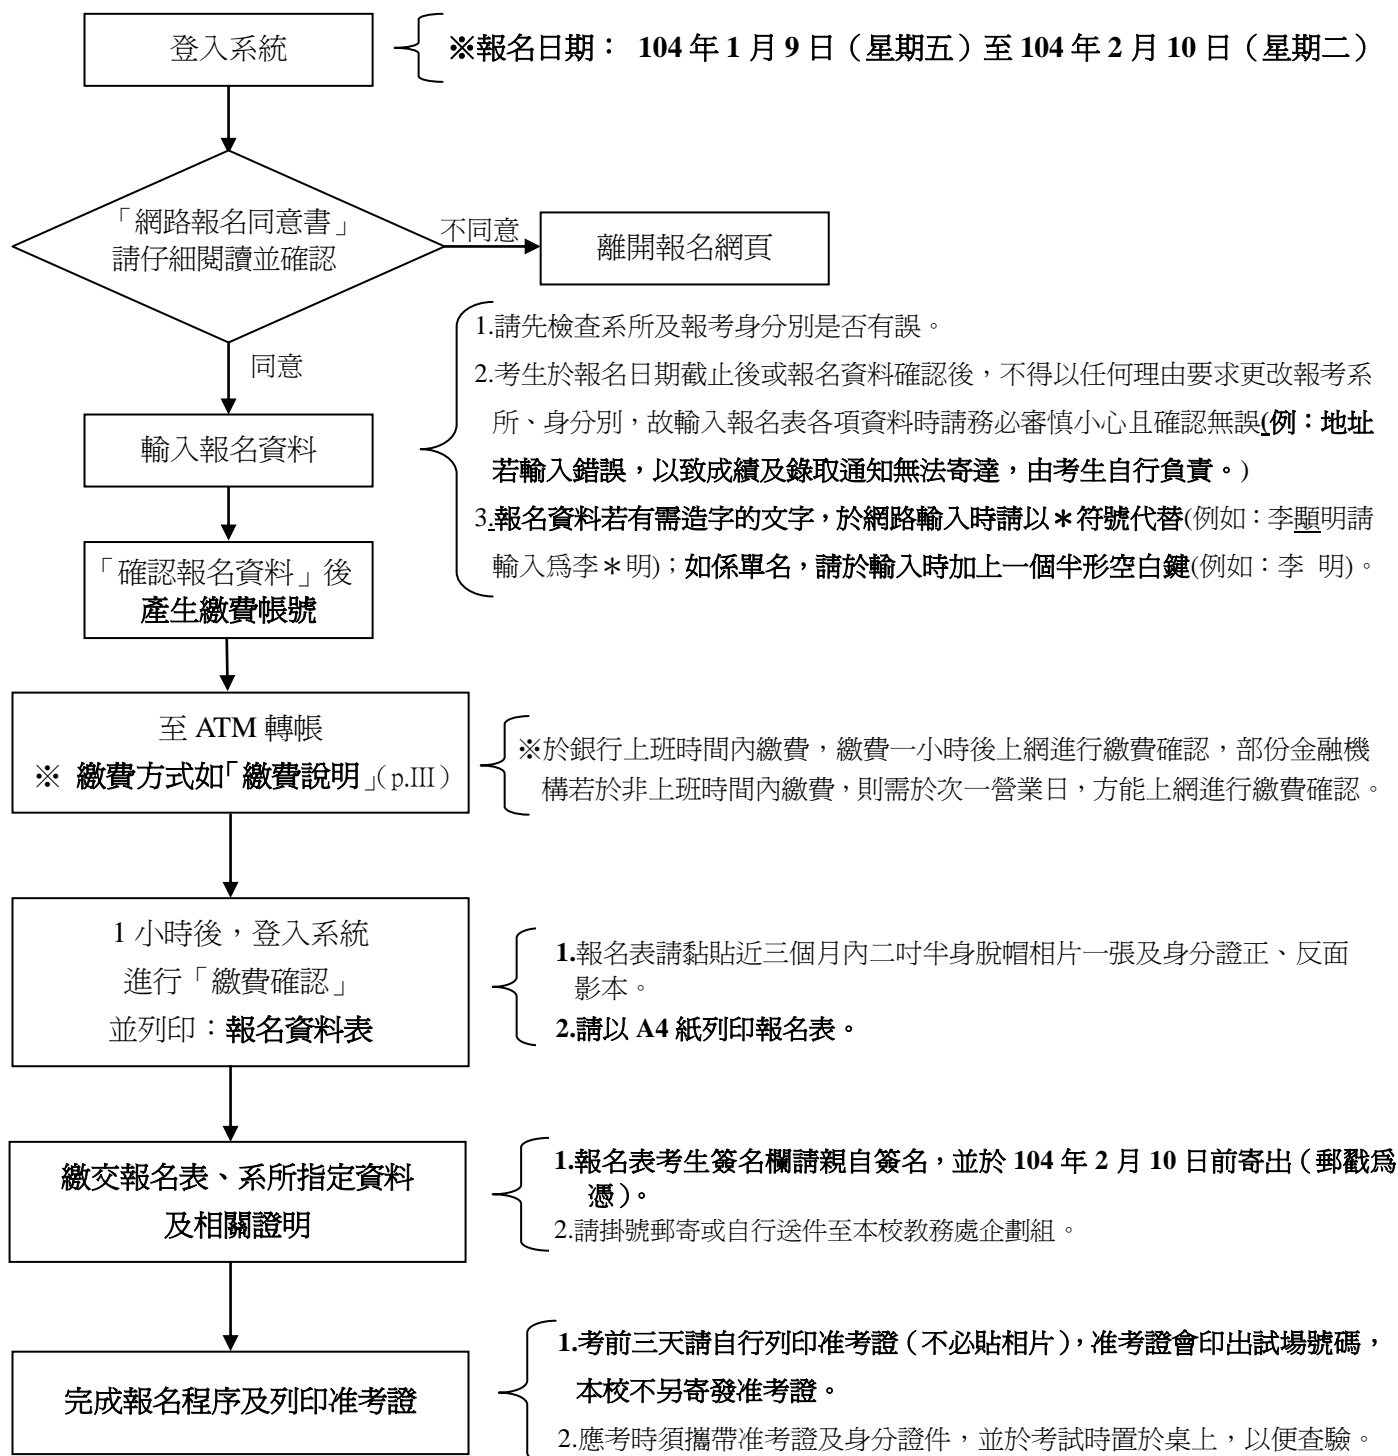 登入系統
※報名日期： 104 年 1 月 9 日（星期五）至 104 年 2 月 10 日（星期二）
「網路報名同意書」
請仔細閱讀並確認
不同意
離開報名網頁
同意
1.請先檢查系所及報考身分別是否有誤。
2.考生於報名日期截止後或報名資料確認後，不得以任何理由要求更改報考系
所、身分別，故輸入報名表各項資料時請務必審慎小心且確認無誤(例：地址
若輸入錯誤，以致成績及錄取通知無法寄達，由考生自行負責。)
3.報名資料若有需造字的文字，於網路輸入時請以＊符號代替(例如：李顒明請
輸入為李＊明)；如係單名，請於輸入時加上一個半形空白鍵(例如：李 明)。
輸入報名資料
「確認報名資料」後
產生繳費帳號
至 ATM 轉帳
※ 繳費方式如「繳費說明」（p.III）
※於銀行上班時間內繳費，繳費一小時後上網進行繳費確認，部份金融機
構若於非上班時間內繳費，則需於次一營業日，方能上網進行繳費確認。
1 小時後，登入系統
進行「繳費確認」
並列印：報名資料表
1.報名表請黏貼近三個月內二吋半身脫帽相片一張及身分證正、反面
影本。
2.請以 A4 紙列印報名表。
繳交報名表、系所指定資料
及相關證明
1.報名表考生簽名欄請親自簽名，並於 104 年 2 月 10 日前寄出（郵戳為
憑）。
2.請掛號郵寄或自行送件至本校教務處企劃組。
完成報名程序及列印准考證
1.考前三天請自行列印准考證（不必貼相片），准考證會印出試場號碼，
本校不另寄發准考證。
2.應考時須攜帶准考證及身分證件，並於考試時置於桌上，以便查驗。